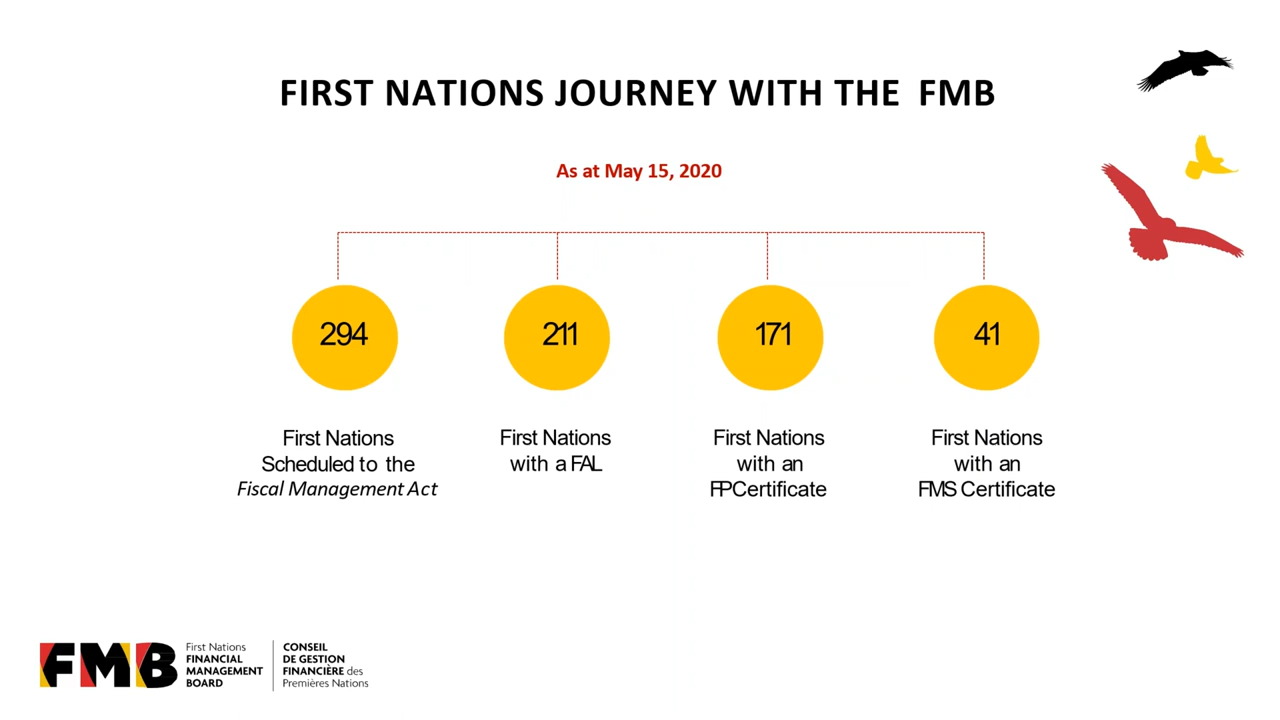 FIRST NATIONS JOURNEY WITH THE FMB
As at May 15, 2020
294
211
171
41
First Nations
Scheduled to the
Fiscal Management Act
First Nations
with a FAL
First Nations
with an
FP Certificate
First Nations
with an
FMS Certificate
FMB
First Nations
FINANCIAL
MANAGEMENT
BOARD
CONSEIL
DE GESTION
FINANCIÈRE des
Premières Nations